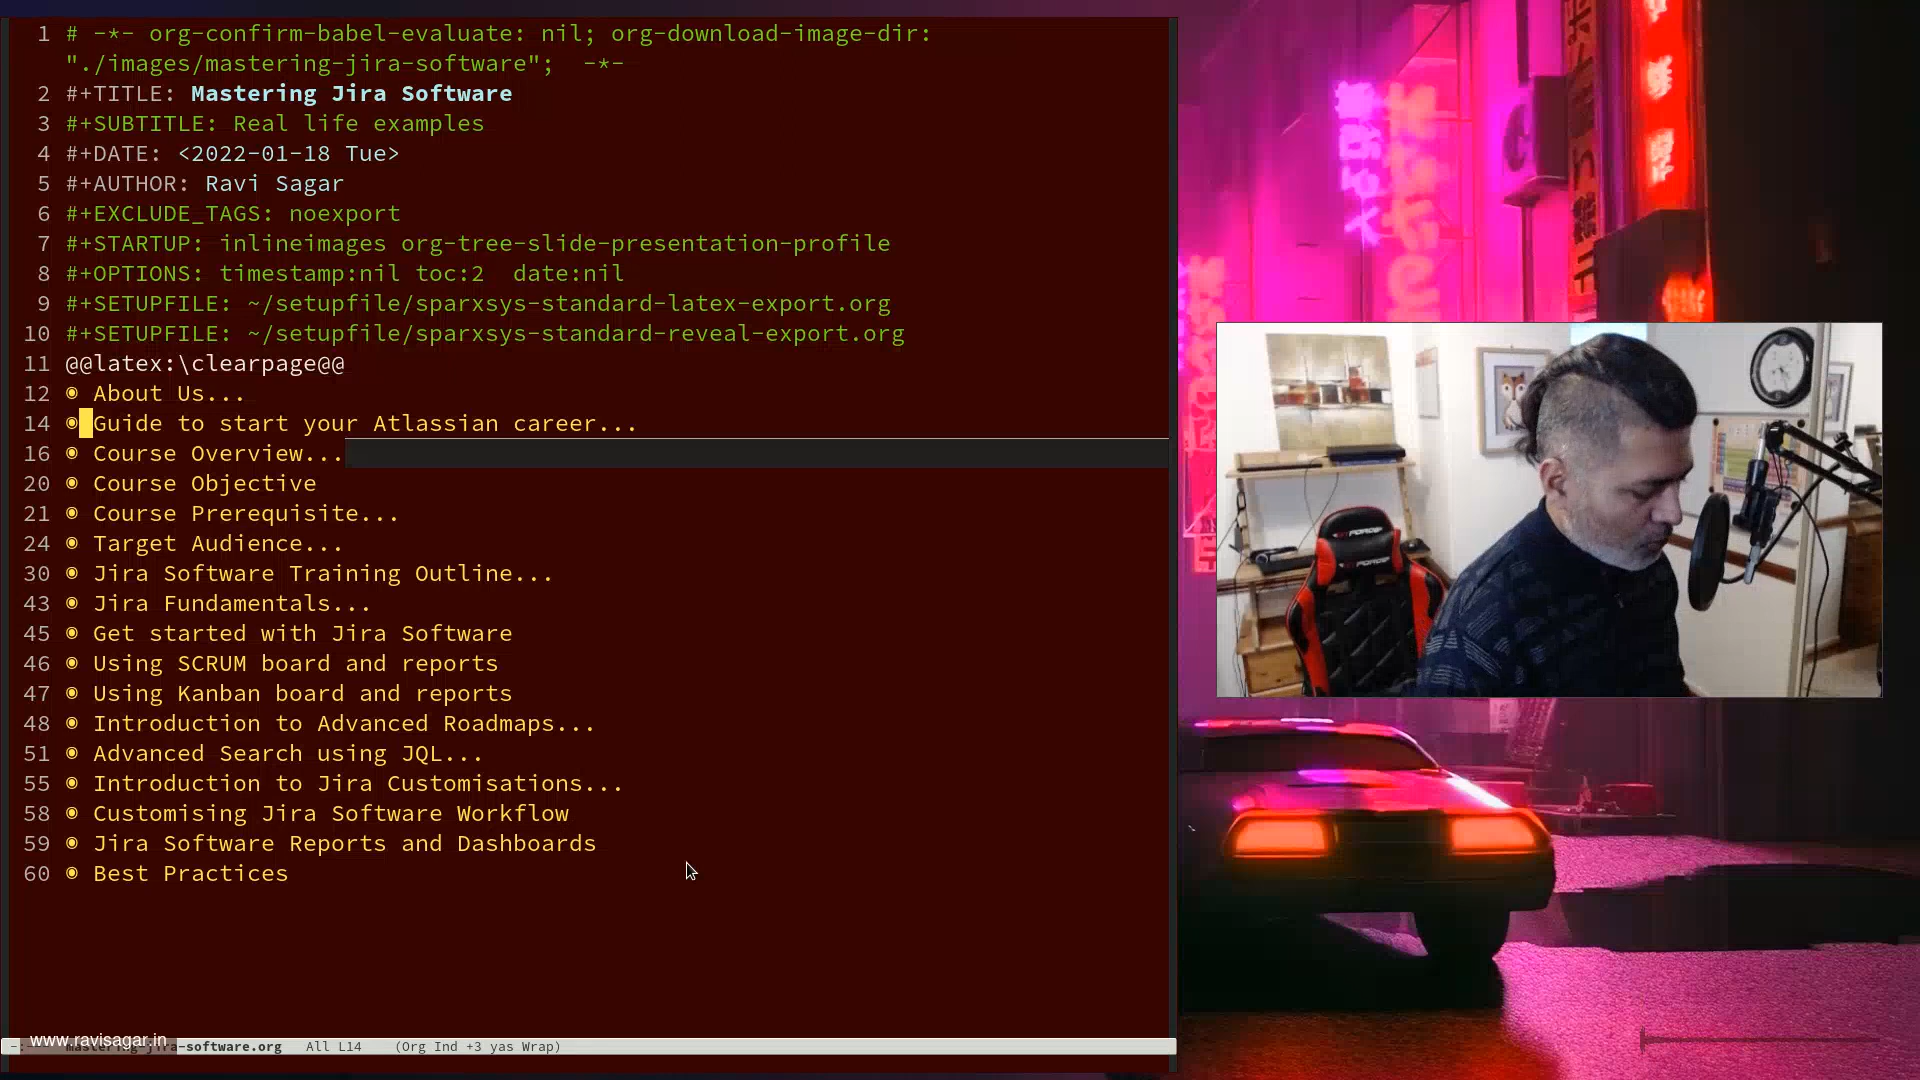 1 # -*- org-confirm-babel-evaluate: nil; org-download-image-dir:
"./images/mastering-jira-software";  -*-
2 #+TITLE: Mastering Jira Software
3 #+SUBTITLE: Real life examples
4 #+DATE: <2022-01-18 Tue>
5 #+AUTHOR: Ravi Sagar
6 #+EXCLUDE_TAGS: noexport
7 #+STARTUP: inlineimages org-tree-slide-presentation-profile
8 #+OPTIONS: timestamp:nil toc:2  date:nil
9 #+SETUPFILE: ~/setupfile/sparxsys-standard-latex-export.org
10 #+SETUPFILE: ~/setupfile/sparxsys-standard-reveal-export.org
11 @@latex:\clearpage@@
12 ◉ About Us...
14 ◉ Guide to start your Atlassian career...
16 ◉ Course Overview...
20 ◉ Course Objective
21 ◉ Course Prerequisite...
24 ◉ Target Audience...
30 ◉ Jira Software Training Outline...
43 ◉ Jira Fundamentals...
45 ◉ Get started with Jira Software
46 ◉ Using SCRUM board and reports
47 ◉ Using Kanban board and reports
48 ◉ Introduction to Advanced Roadmaps...
51 ◉ Advanced Search using JQL...
55 ◉ Introduction to Jira Customisations...
58 ◉ Customising Jira Software Workflow
59 ◉ Jira Software Reports and Dashboards
60 ◉ Best Practices
www.ravisagar.in
mastering-jira-software.org All L14 (Org Ind +3 yas Wrap)